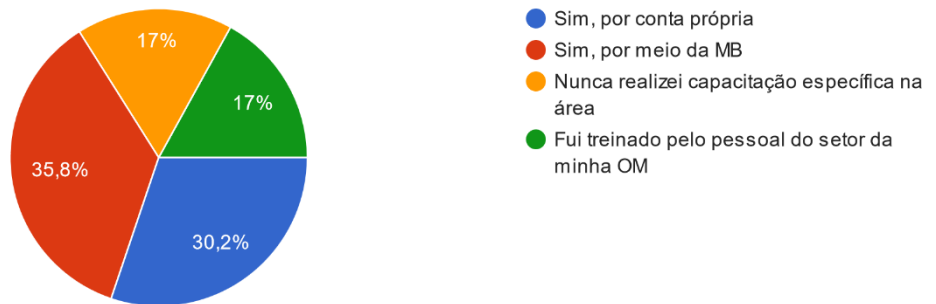 17%
17%
35,8%
30,2%
Sim, por conta própria
Sim, por meio da MB
Nunca realizei capacitação específica na
área
Fui treinado pelo pessoal do setor da
minha OM